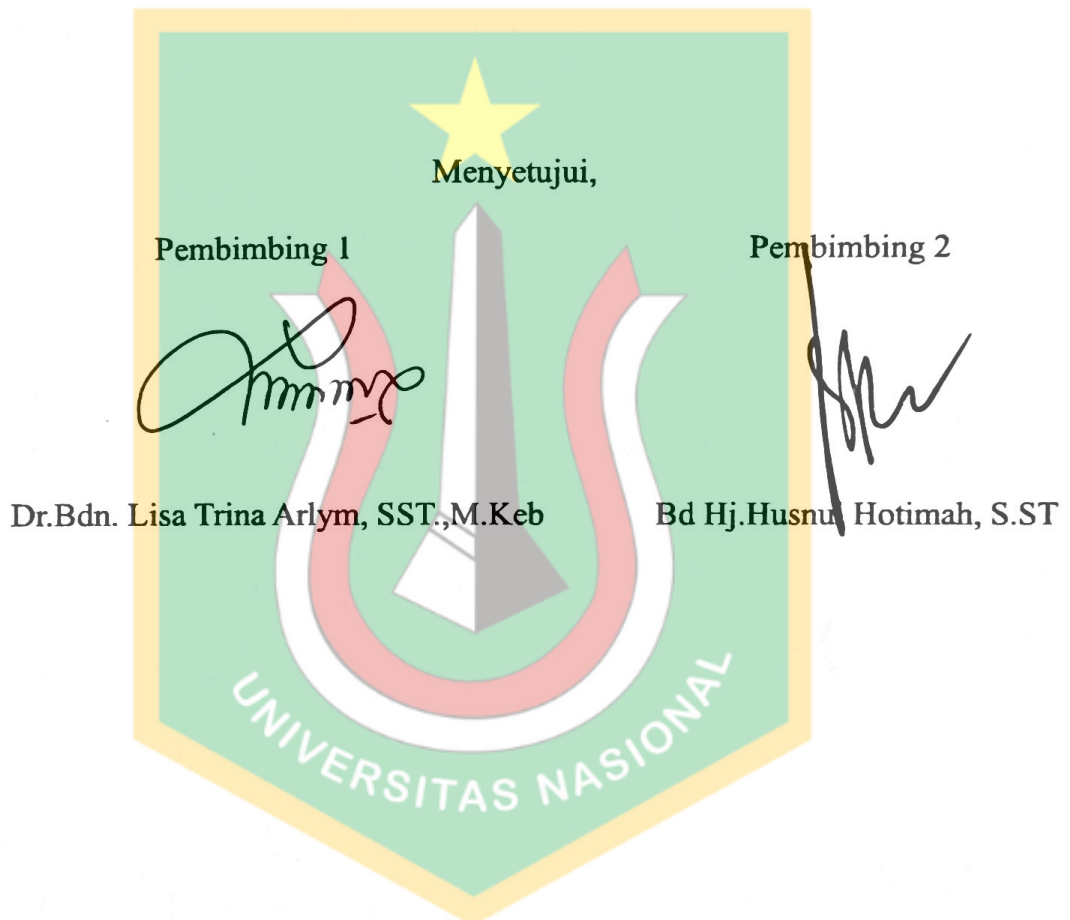 Menyetujui,
Pembimbing 1 Pembimbing 2
Dr.Bdn. Lisa Trina Arlym, SST.,M.Keb Bd Hj.Husnul Hotimah, S.ST
UNIVERSITAS NASIONAL